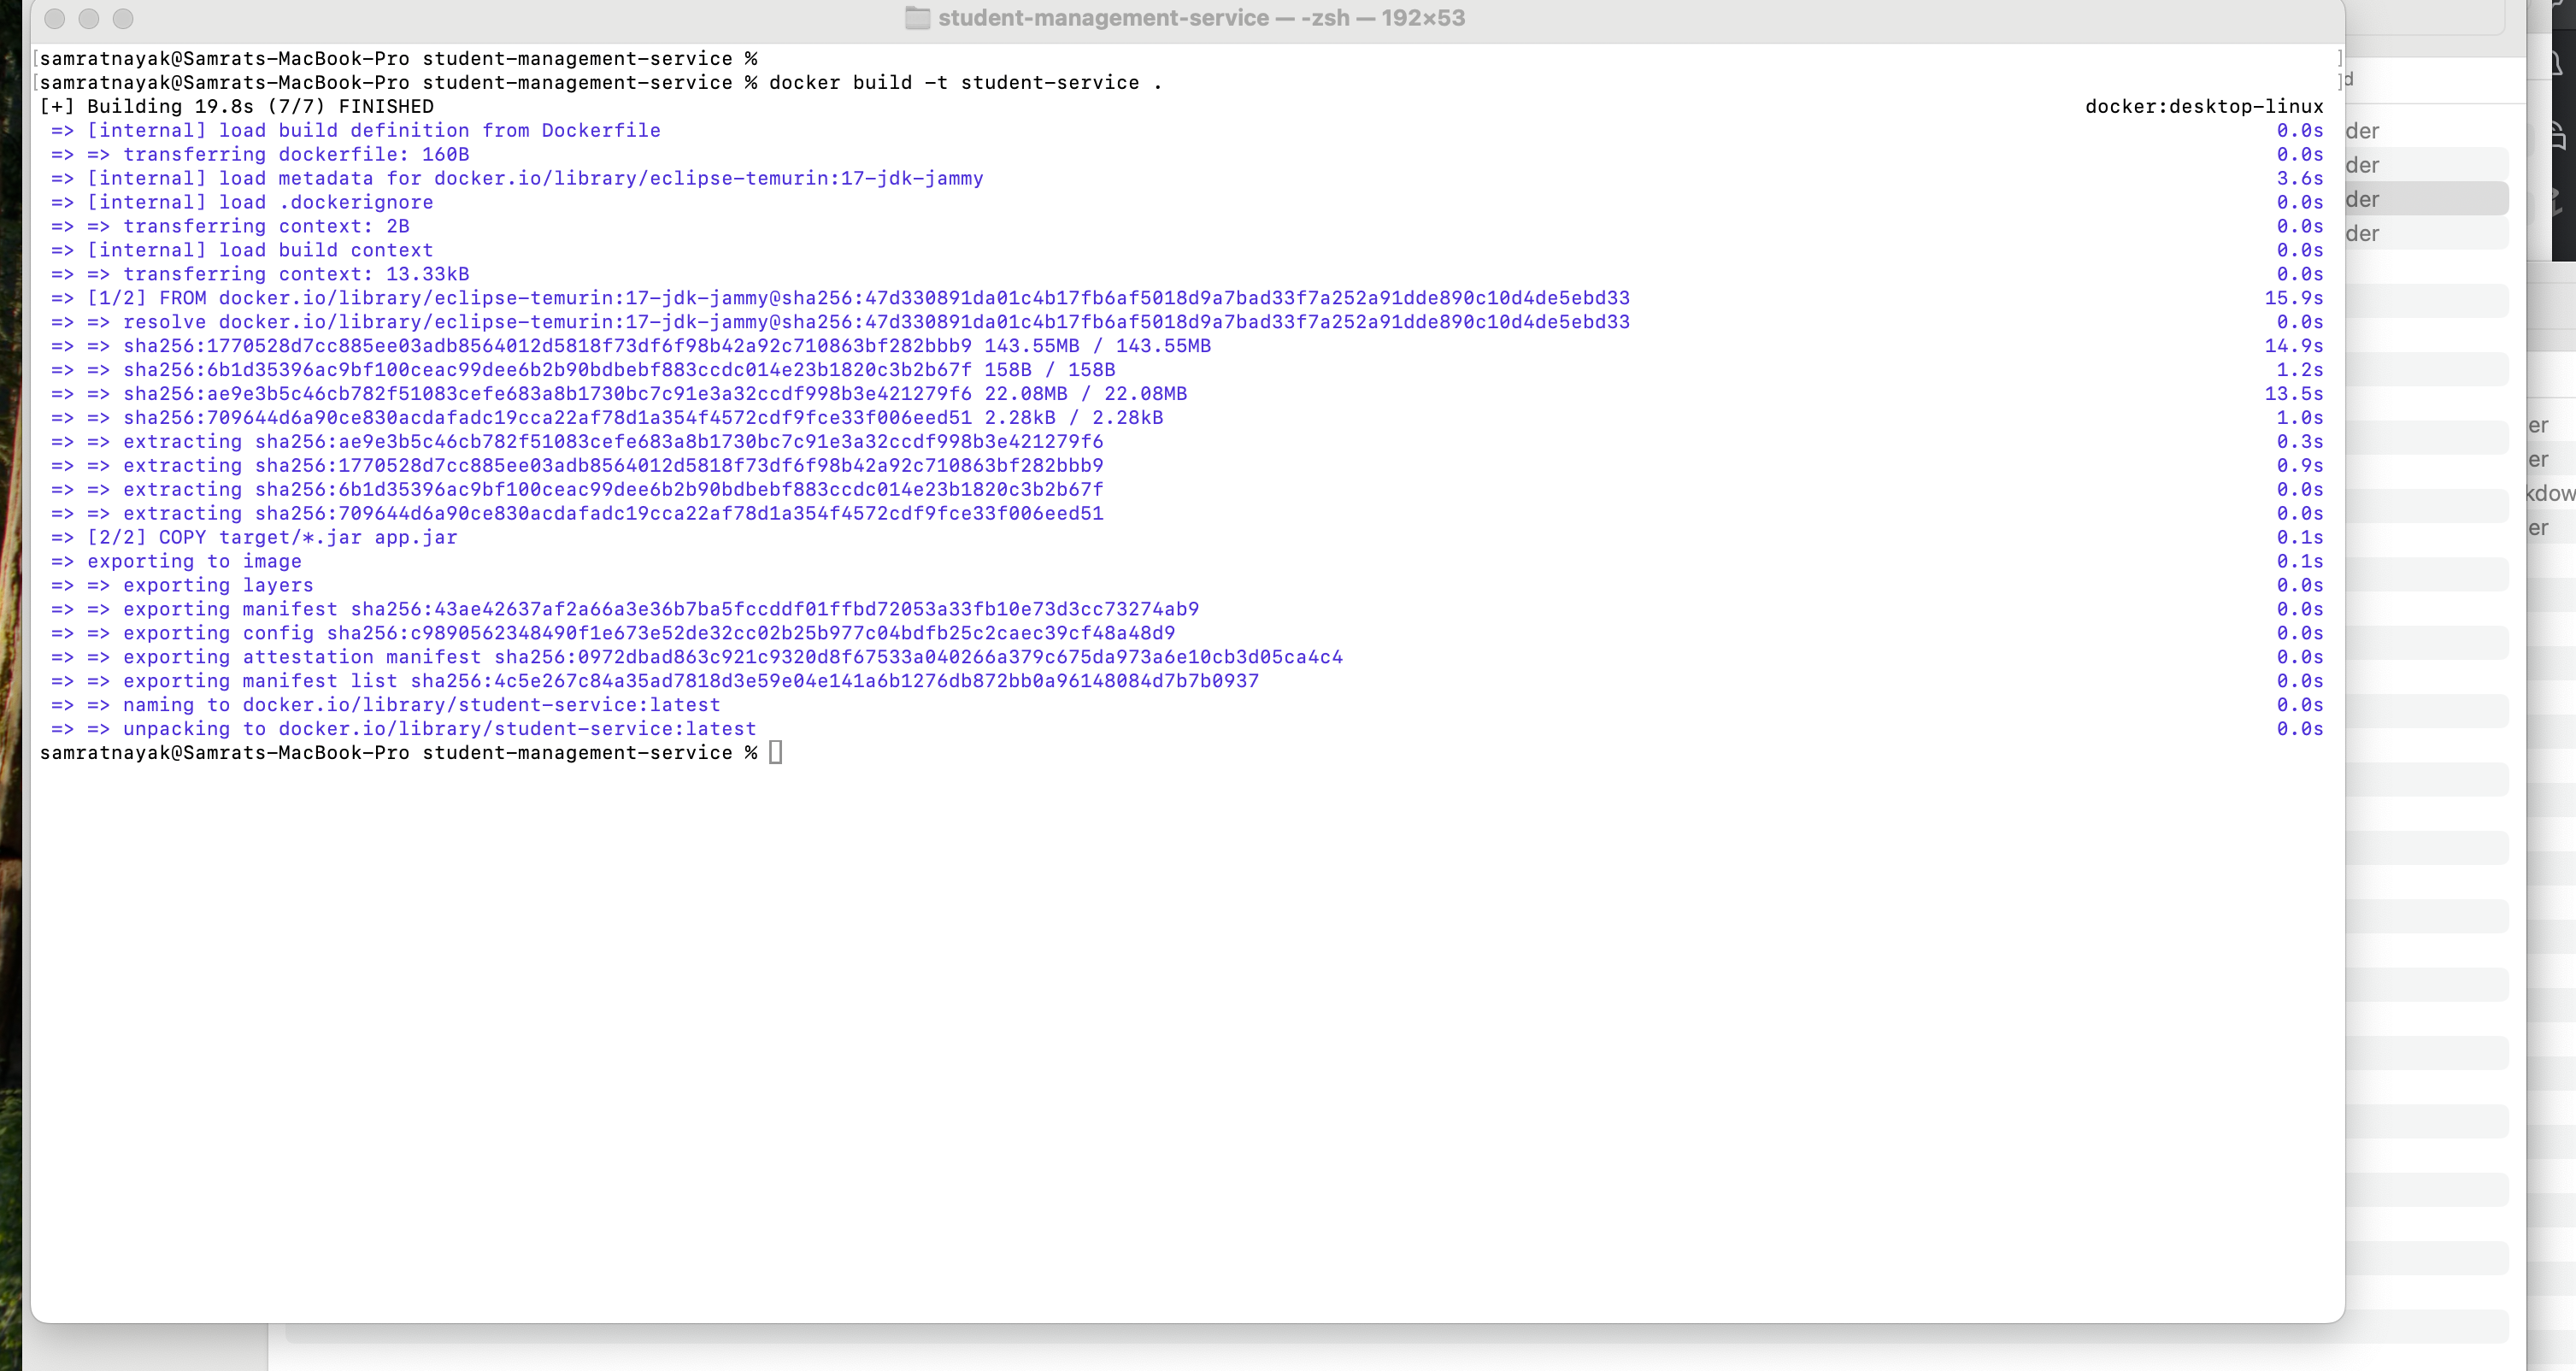 student-management-service — -zsh — 192×53
samratnayak@Samrats-MacBook-Pro student-management-service %
samratnayak@Samrats-MacBook-Pro student-management-service % docker build -t student-service .
[+] Building 19.8s (7/7) FINISHED docker:desktop-linux
=> [internal] load build definition from Dockerfile 0.0s
=> => transferring dockerfile: 160B 0.0s
=> [internal] load metadata for docker.io/library/eclipse-temurin:17-jdk-jammy 3.6s
=> [internal] load .dockerignore 0.0s
=> => transferring context: 2B 0.0s
=> [internal] load build context 0.0s
=> => transferring context: 13.33kB 0.0s
=> [1/2] FROM docker.io/library/eclipse-temurin:17-jdk-jammy@sha256:47d330891da01c4b17fb6af5018d9a7bad33f7a252a91dde890c10d4de5ebd33 15.9s
=> => resolve docker.io/library/eclipse-temurin:17-jdk-jammy@sha256:47d330891da01c4b17fb6af5018d9a7bad33f7a252a91dde890c10d4de5ebd33 0.0s
=> => sha256:1770528d7cc885ee03adb8564012d5818f73df6f98b42a92c710863bf282bbb9 143.55MB / 143.55MB 14.9s
=> => sha256:6b1d35396ac9bf100ceac99dee6b2b90bdbebf883ccdc014e23b1820c3b2b67f 158B / 158B 1.2s
=> => sha256:ae9e3b5c46cb782f51083cefe683a8b1730bc7c91e3a32ccdf998b3e421279f6 22.08MB / 22.08MB 13.5s
=> => sha256:709644d6a90ce830acdafadc19cca22af78d1a354f4572cdf9fce33f006eed51 2.28kB / 2.28kB 1.0s
=> => extracting sha256:ae9e3b5c46cb782f51083cefe683a8b1730bc7c91e3a32ccdf998b3e421279f6 0.3s
=> => extracting sha256:1770528d7cc885ee03adb8564012d5818f73df6f98b42a92c710863bf282bbb9 0.9s
=> => extracting sha256:6b1d35396ac9bf100ceac99dee6b2b90bdbebf883ccdc014e23b1820c3b2b67f 0.0s
=> => extracting sha256:709644d6a90ce830acdafadc19cca22af78d1a354f4572cdf9fce33f006eed51 0.0s
=> [2/2] COPY target/*.jar app.jar 0.1s
=> exporting to image 0.1s
=> => exporting layers 0.0s
=> => exporting manifest sha256:43ae42637af2a66a3e36b7ba5fccddf01ffbd72053a33fb10e73d3cc73274ab9 0.0s
=> => exporting config sha256:c9890562348490f1e673e52de32cc02b25b977c04bdfb25c2caec39cf48a48d9 0.0s
=> => exporting attestation manifest sha256:0972dbad863c921c9320d8f67533a040266a379c675da973a6e10cb3d05ca4c4 0.0s
=> => exporting manifest list sha256:4c5e267c84a35ad7818d3e59e04e141a6b1276db872bb0a96148084d7b7b0937 0.0s
=> => naming to docker.io/library/student-service:latest 0.0s
=> => unpacking to docker.io/library/student-service:latest 0.0s
samratnayak@Samrats-MacBook-Pro student-management-service %